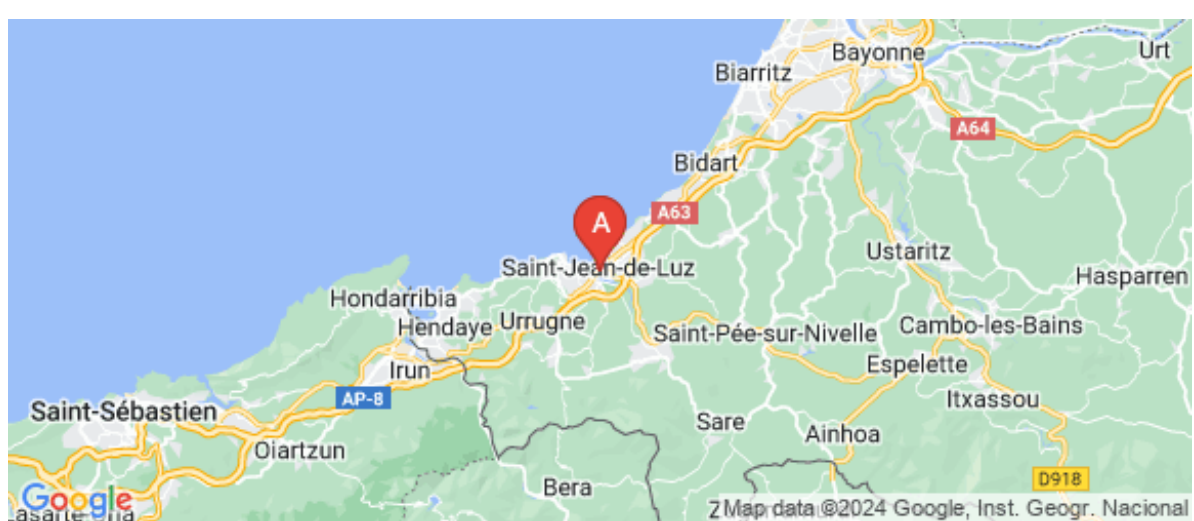 Bayonne
Urt
Biarritz
A64
Bidart
A63
A
Ustaritz
Saint-Jean-de-Luz
Hasparren
Hondarribia
Hendaye
Urrugne
Cambo-les-Bains
Saint-Pée-sur-Nivelle
Espelette
Irun
AP-8
Itxassou
Saint-Sébastien
Sare
Ainhoa
Oiartzun
D918
Bera
Google
Map data ©2024 Google, Inst. Geogr. Nacional